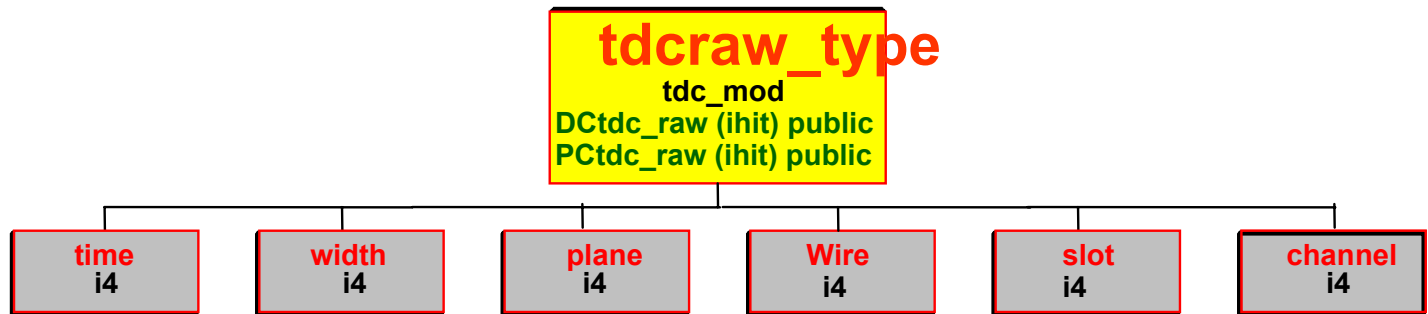 tdcraw_type
tdc_mod
DCtdc_raw (ihit) public
PCtdc_raw (ihit) public
time
i4
width
i4
plane
i4
Wire
i4
slot
i4
channel
i4